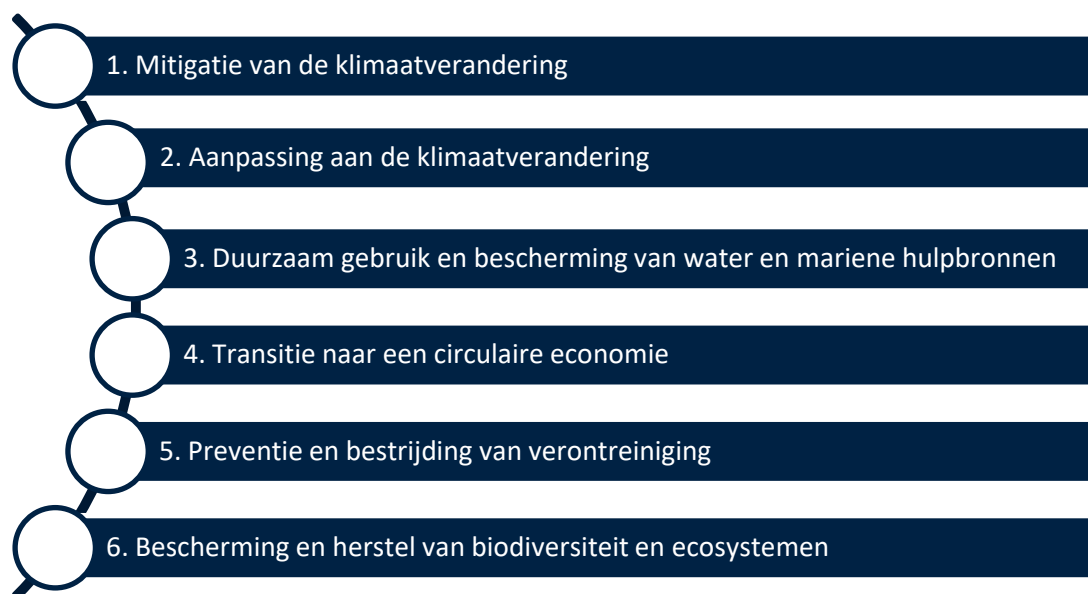 1. Mitigatie van de klimaatverandering
2. Aanpassing aan de klimaatverandering
3. Duurzaam gebruik en bescherming van water en mariene hulpbronnen
4. Transitie naar een circulaire economie
5. Preventie en bestrijding van verontreiniging
6. Bescherming en herstel van biodiversiteit en ecosystemen